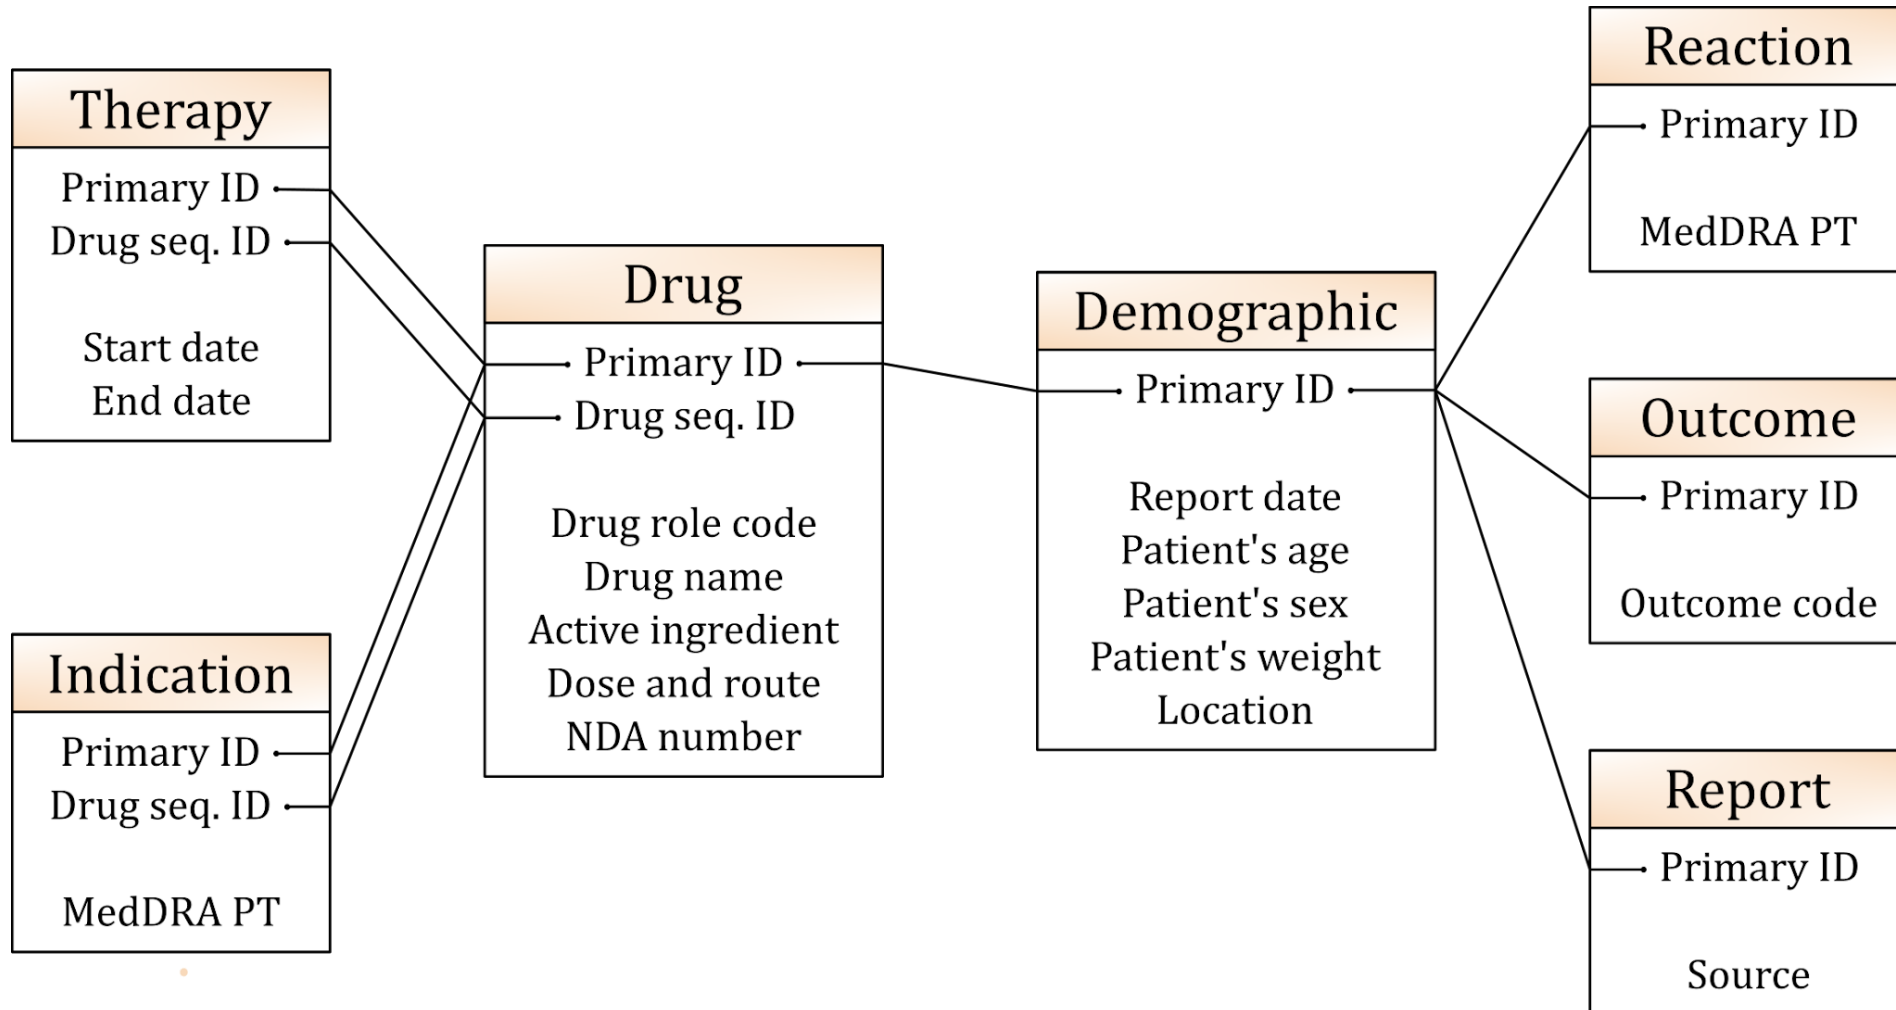 Therapy
Primary ID
Drug seq. ID
Start date
End date
Indication
Primary ID
Drug seq. ID
MedDRA PT
Drug
Primary ID
Drug seq. ID
Drug role code
Drug name
Active ingredient
Dose and route
NDA number
Demographic
Primary ID
Report date
Patient's age
Patient's sex
Patient's weight
Location
Reaction
Primary ID
MedDRA PT
Outcome
Primary ID
Outcome code
Report
Primary ID
Source